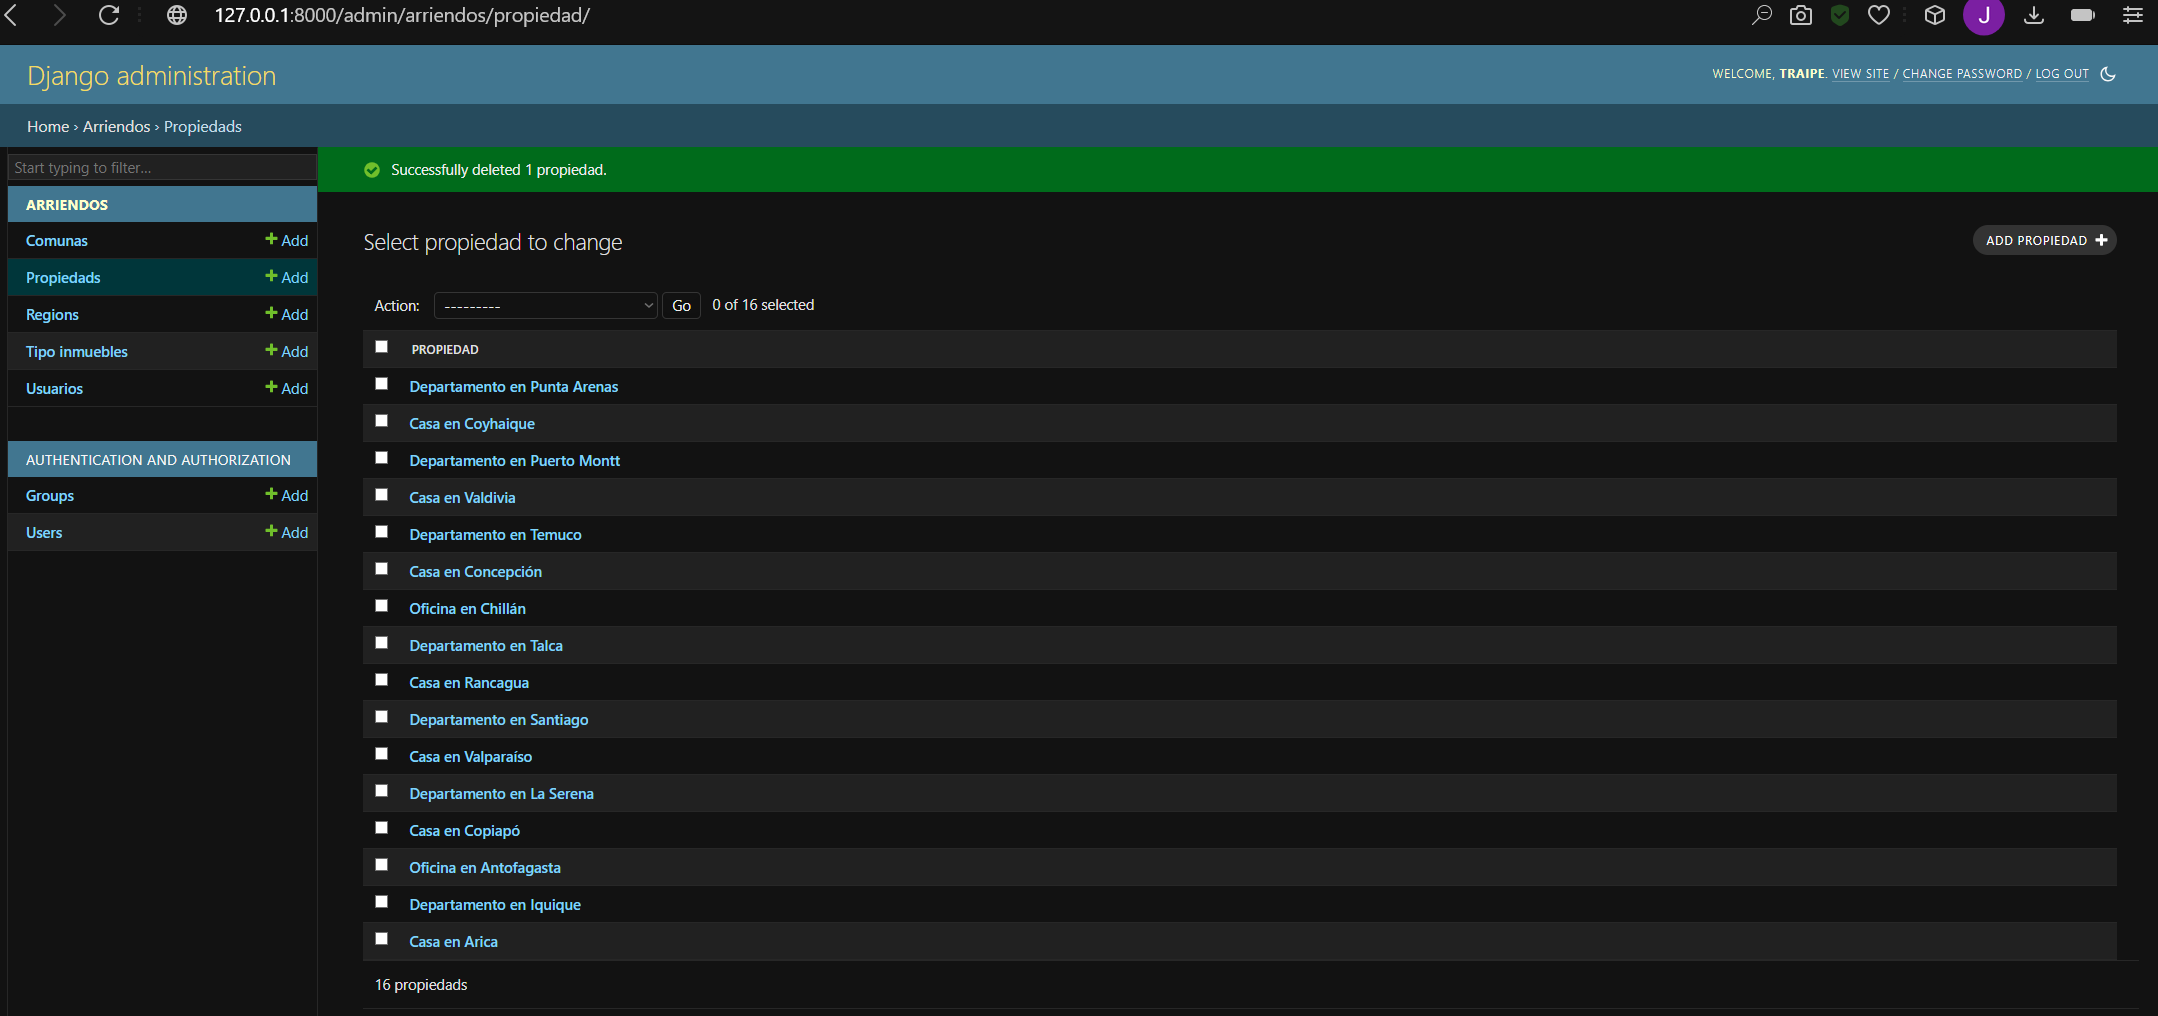 127.0.0.1:8000/admin/arriendos/propiedad/
J
Django administration
WELCOME, TRAIPE. VIEW SITE / CHANGE PASSWORD / LOG OUT
Home › Arriendos › Propiedads
Start typing to filter...
ARRIENDOS
Comunas Add
Propiedads Add
Regions Add
Tipo inmuebles Add
Usuarios Add
AUTHENTICATION AND AUTHORIZATION
Groups Add
Users Add
Successfully deleted 1 propiedad.
Select propiedad to change
ADD PROPIEDAD
Action: --------- Go 0 of 16 selected
PROPIEDAD
Departamento en Punta Arenas
Casa en Coyhaique
Departamento en Puerto Montt
Casa en Valdivia
Departamento en Temuco
Casa en Concepción
Oficina en Chillán
Departamento en Talca
Casa en Rancagua
Departamento en Santiago
Casa en Valparaíso
Departamento en La Serena
Casa en Copiapó
Oficina en Antofagasta
Departamento en Iquique
Casa en Arica
16 propiedads